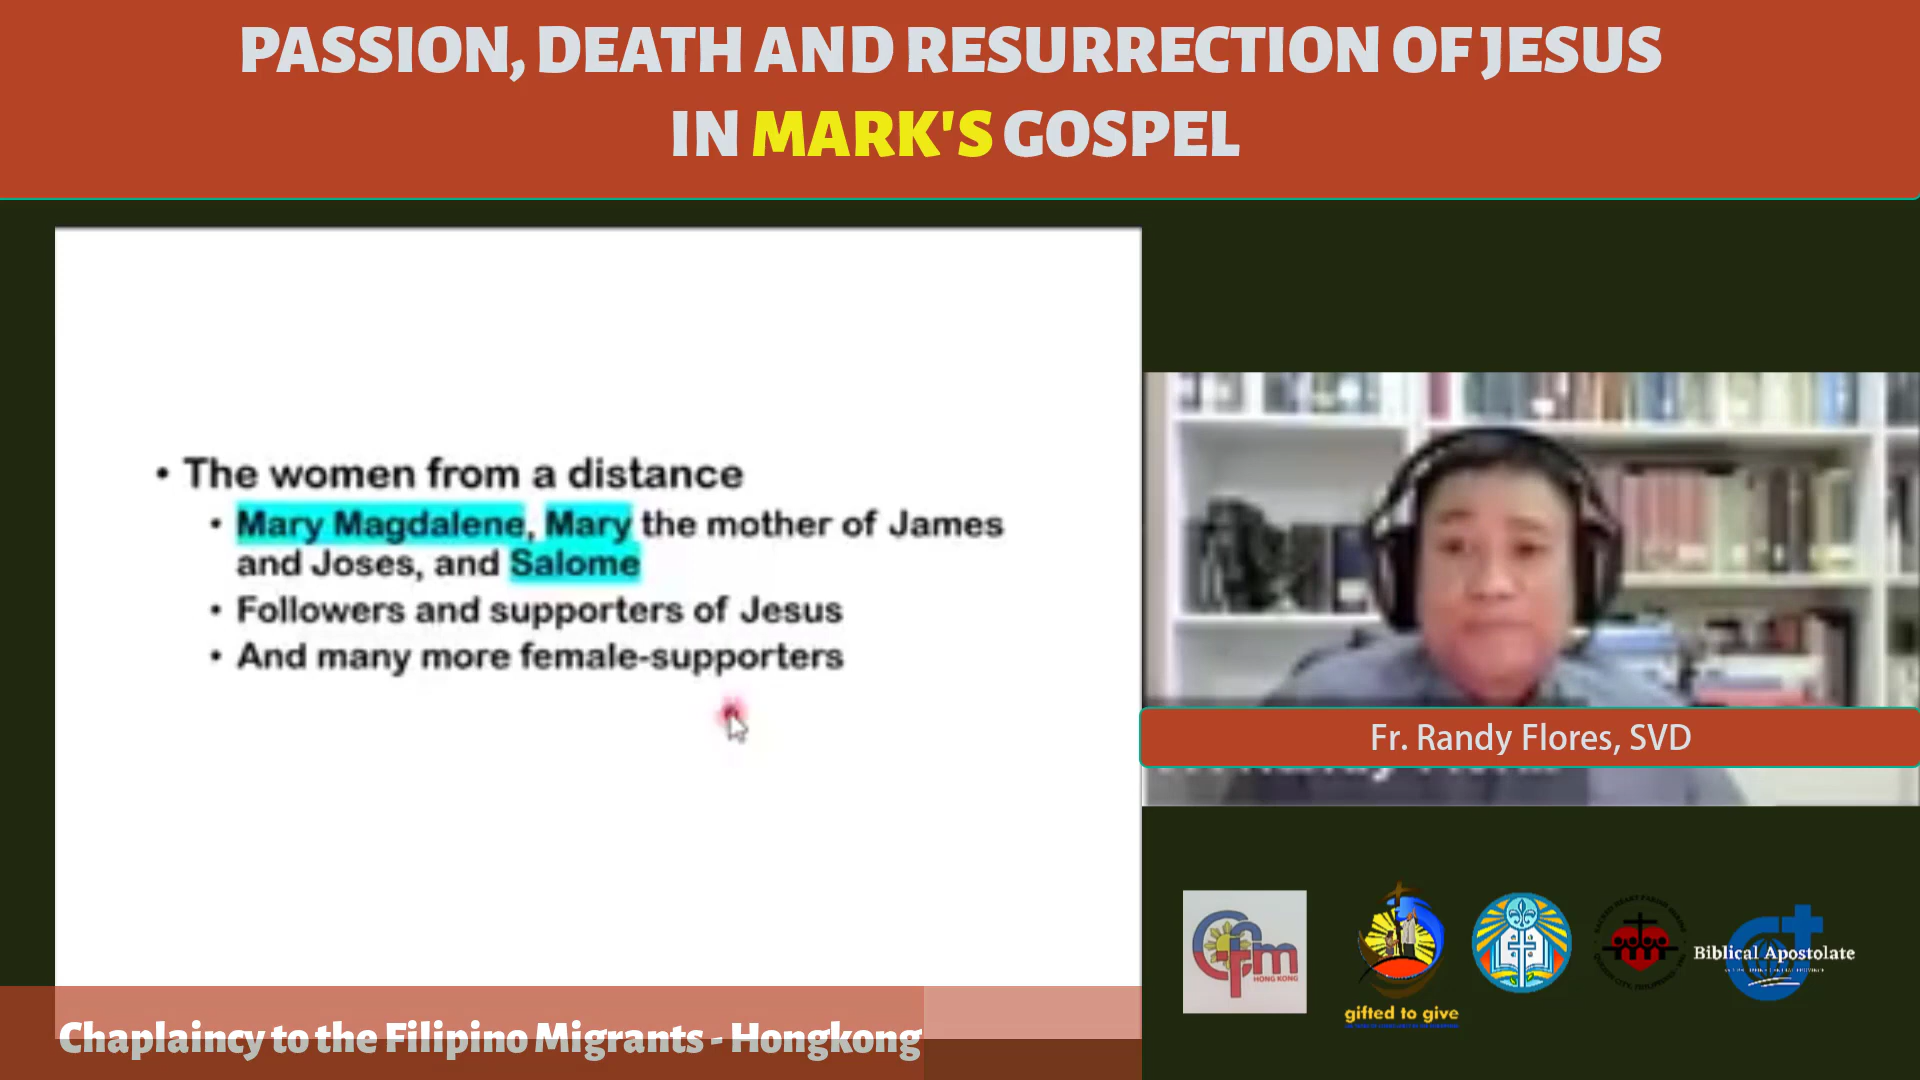 PASSION, DEATH AND RESURRECTION OF JESUS
IN MARK'S GOSPEL
• The women from a distance
• Mary Magdalene, Mary the mother of James
and Joses, and Salome
• Followers and supporters of Jesus
• And many more female-supporters
Fr. Randy Flores, SVD
cffm
HONG KONG
gifted to give
Biblical Apostolate
Chaplaincy to the Filipino Migrants - Hongkong